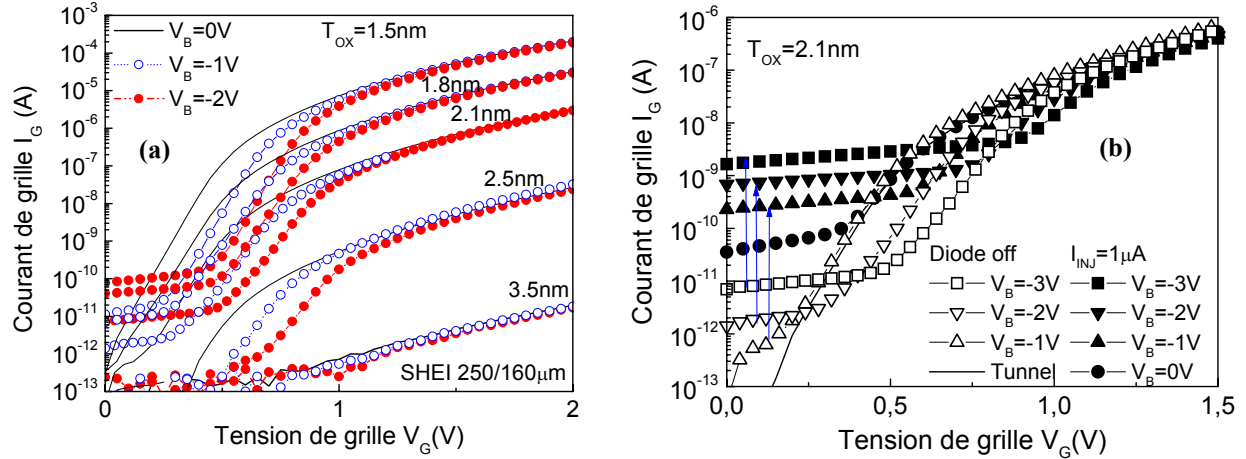 10⁻³
10⁻⁴
10⁻⁵
10⁻⁶
10⁻⁷
10⁻⁸
10⁻⁹
10⁻¹⁰
10⁻¹¹
10⁻¹²
10⁻¹³
Courant de grille I_G (A)
V_B=0V
V_B=-1V
V_B=-2V
T_OX=1.5nm
1.8nm
2.1nm
(a)
2.5nm
3.5nm
SHEI 250/160µm
0
1
2
Tension de grille V_G(V)
10⁻⁶
10⁻⁷
10⁻⁸
10⁻⁹
10⁻¹⁰
10⁻¹¹
10⁻¹²
10⁻¹³
Courant de grille I_G (A)
T_OX=2.1nm
(b)
Diode off I_INJ=1µA
V_B=-3V V_B=-3V
V_B=-2V V_B=-2V
V_B=-1V V_B=-1V
Tunnel V_B=0V
0,0 0,5 1,0 1,5
Tension de grille V_G(V)